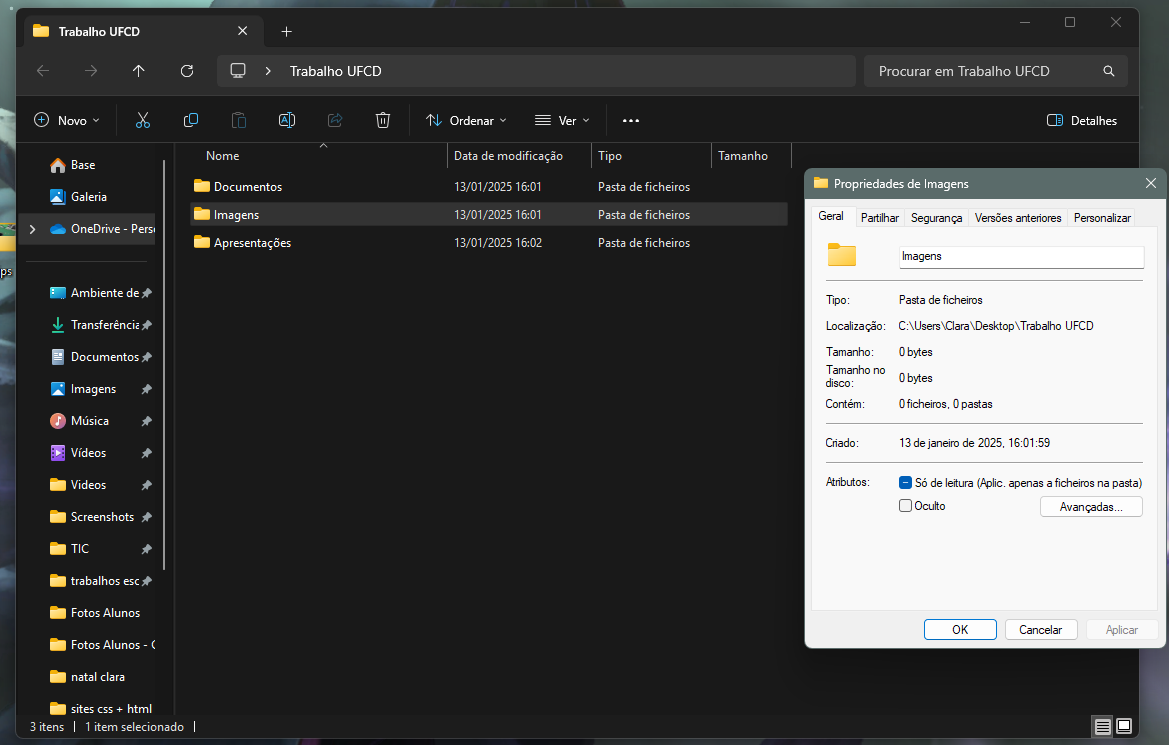 Trabalho UFCD
Trabalho UFCD
Procurar em Trabalho UFCD
Novo
Ordenar
Ver
Detalhes
Base
Galeria
OneDrive - Perso
Ambiente de
Transferência
Documentos
Imagens
Música
Vídeos
Videos
Screenshots
TIC
trabalhos esc
Fotos Alunos
Fotos Alunos - C
natal clara
sites css + html
Nome Data de modificação Tipo Tamanho
Documentos 13/01/2025 16:01 Pasta de ficheiros
Imagens 13/01/2025 16:01 Pasta de ficheiros
Apresentações 13/01/2025 16:02 Pasta de ficheiros
Propriedades de Imagens
Geral Partilhar Segurança Versões anteriores Personalizar
Imagens
Tipo: Pasta de ficheiros
Localização: C:\Users\Clara\Desktop\Trabalho UFCD
Tamanho: 0 bytes
Tamanho no
disco: 0 bytes
Contém: 0 ficheiros, 0 pastas
Criado: 13 de janeiro de 2025, 16:01:59
Atributos: Só de leitura (Aplic. apenas a ficheiros na pasta)
Oculto Avançadas...
OK Cancelar Aplicar
3 itens 1 item selecionado
ps